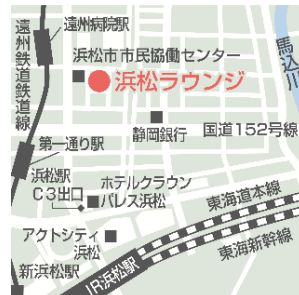 遠州病院駅
遠州鉄道鉄道線
浜松市市民協働センター
浜松ラウンジ
馬込川
静岡銀行
国道152号線
第一通り駅
浜松駅
C3出口
ホテルクラウン
パレス浜松
東海道本線
アクトシティ
浜松
東海新幹線
新浜松駅
JR浜松駅